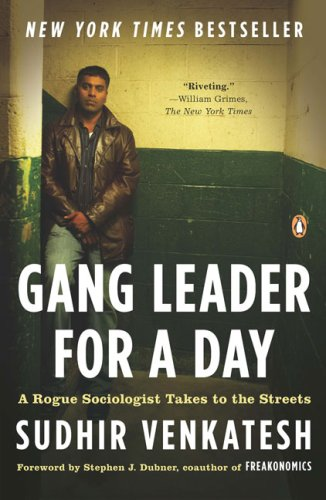 NEW YORK TIMES BESTSELLER
"Riveting."
—William Grimes,
The New York Times
GANG LEADER
FOR A DAY
A Rogue Sociologist Takes to the Streets
SUDHIR VENKATESH
Foreword by Stephen J. Dubner, coauthor of FREAKONOMICS